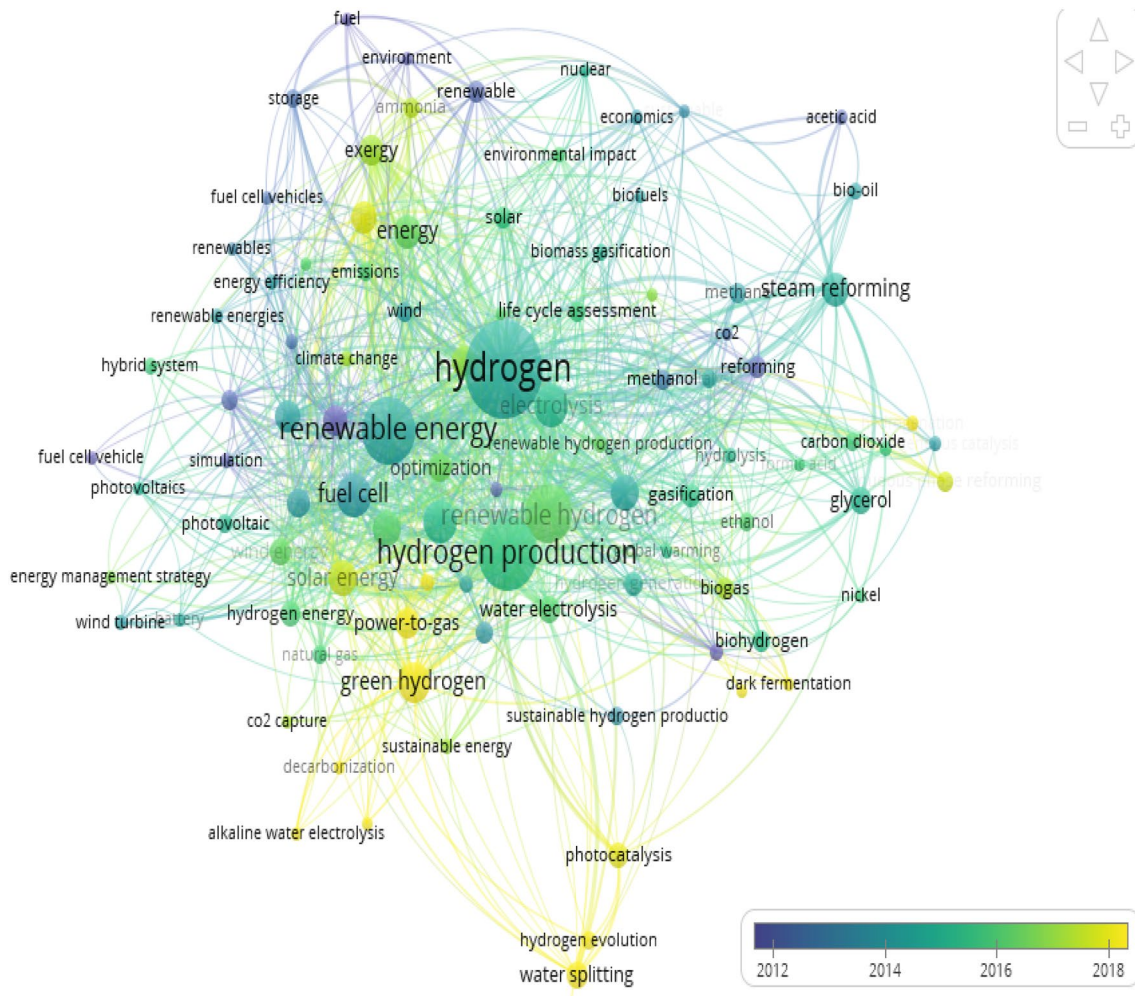 fuel
environment
nuclear
renewable
storage
ammonia
economics
acetic acid
exergy
environmental impact
bio-oil
fuel cell vehicles
biofuels
solar
energy
renewables
biomass gasification
emissions
energy efficiency
steam reforming
methane
renewable energies
wind
life cycle assessment
co2
climate change
hybrid system
hydrogen
reforming
methanol
electrolysis
renewable energy
carbon dioxide
renewable hydrogen production
hydrolysis
fuel cell vehicle
simulation
formic acid
optimization
photovoltaics
fuel cell
gasification
glycerol
renewable hydrogen
photovoltaic
ethanol
wind energy
hydrogen production
global warming
energy management strategy
solar energy
hydrogen generation
biogas
nickel
water electrolysis
hydrogen energy
wind turbine
battery
power-to-gas
biohydrogen
natural gas
green hydrogen
dark fermentation
co2 capture
sustainable hydrogen productio
sustainable energy
decarbonization
alkaline water electrolysis
photocatalysis
hydrogen evolution
water splitting
2012 2014 2016 2018